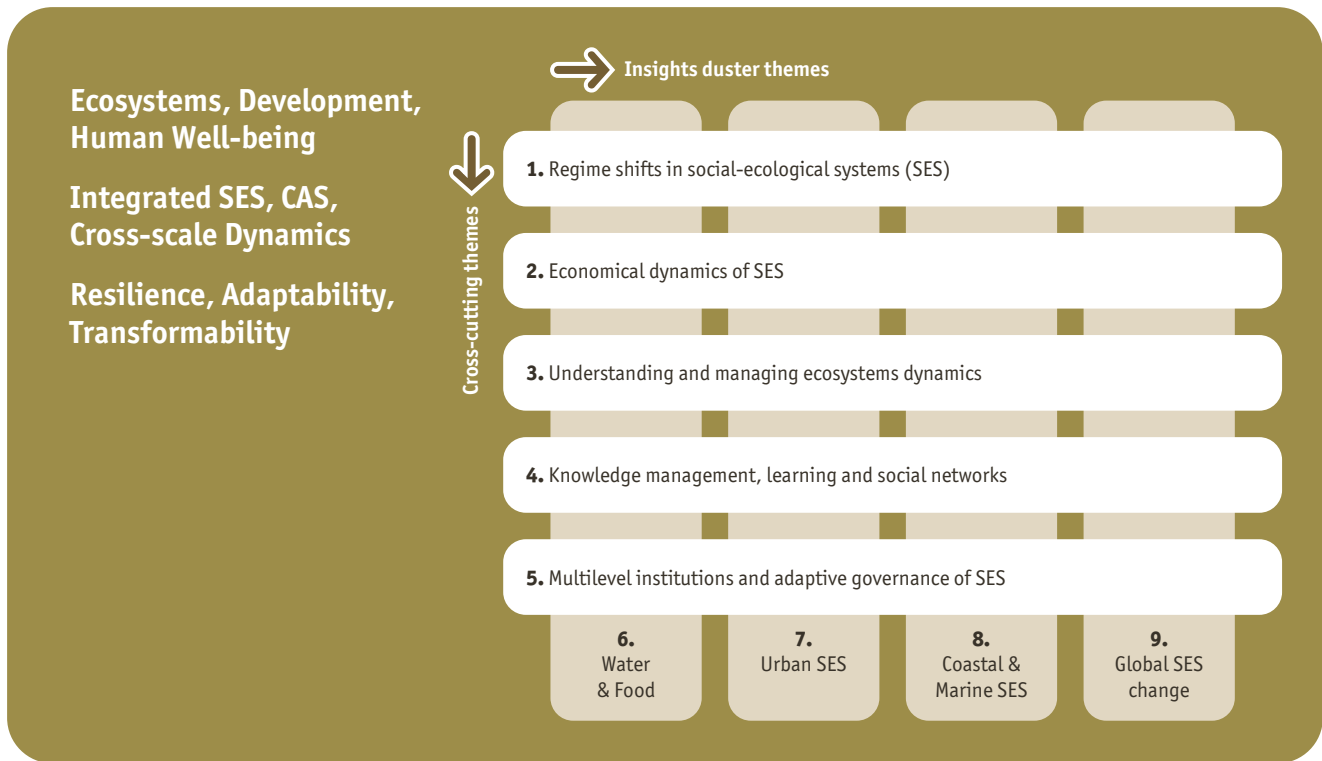 Ecosystems, Development,
Human Well-being
Integrated SES, CAS,
Cross-scale Dynamics
Resilience, Adaptability,
Transformability
Insights duster themes
Cross-cutting themes
1. Regime shifts in social-ecological systems (SES)
2. Economical dynamics of SES
3. Understanding and managing ecosystems dynamics
4. Knowledge management, learning and social networks
5. Multilevel institutions and adaptive governance of SES
6.
Water
& Food
7.
Urban SES
8.
Coastal &
Marine SES
9.
Global SES
change